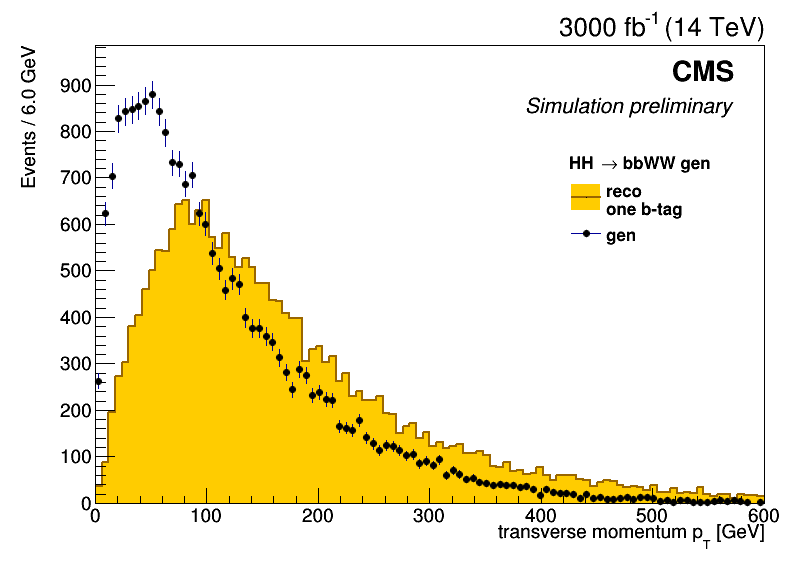 3000 fb-1 (14 TeV)
CMS
Simulation preliminary
HH → bbWW gen
reco
one b-tag
gen
Events / 6.0 GeV
900
800
700
600
500
400
300
200
100
0
0 100 200 300 400 500 600
transverse momentum pT [GeV]